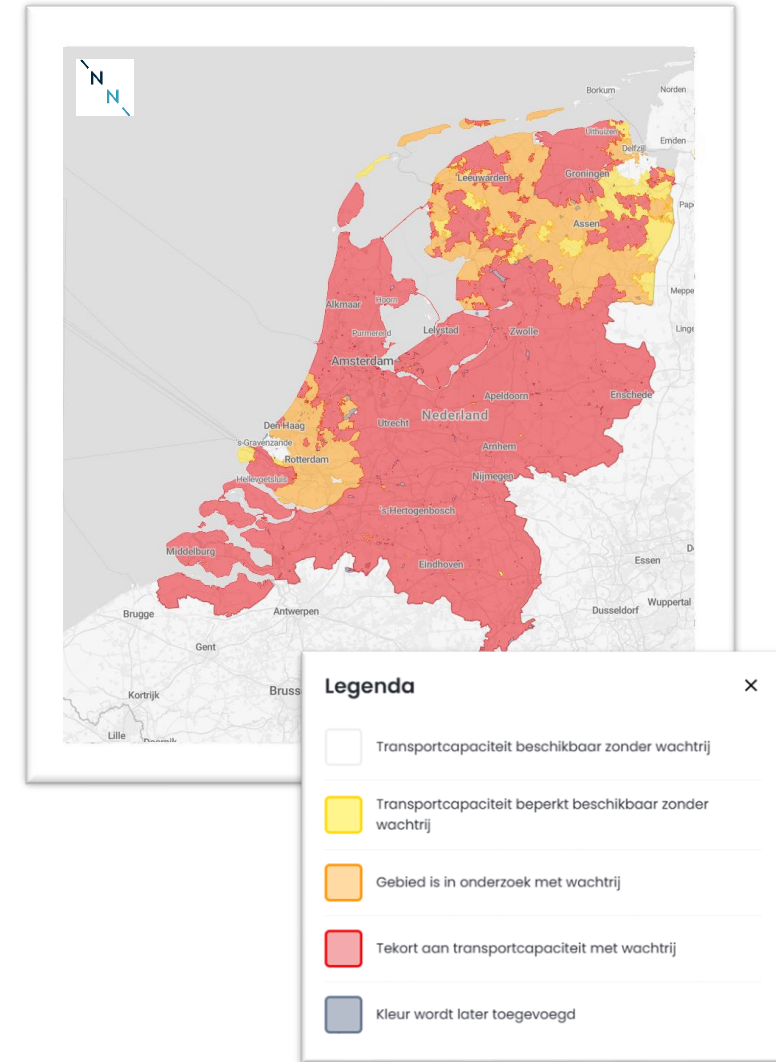 N
N
Borkum
Norden
Uithuizen
Emden
Delfzijl
Leeuwarden
Groningen
Assen
Meppe
Alkmaar
Hoorn
Lelystad
Zwolle
Linge
Purmerend
Amsterdam
Apeldoorn
Enschede
Nederland
Den Haag
Utrecht
's-Gravenzande
Arnhem
Rotterdam
Nijmegen
Hellevoetsluis
's-Hertogenbosch
Middelburg
Eindhoven
Essen
Wuppertal
Dusseldorf
Brugge
Antwerpen
Gent
Kortrijk
Bruss
Lille
Legenda
Transportcapaciteit beschikbaar zonder wachtrij
Transportcapaciteit beperkt beschikbaar zonder
wachtrij
Gebied is in onderzoek met wachtrij
Tekort aan transportcapaciteit met wachtrij
Kleur wordt later toegevoegd